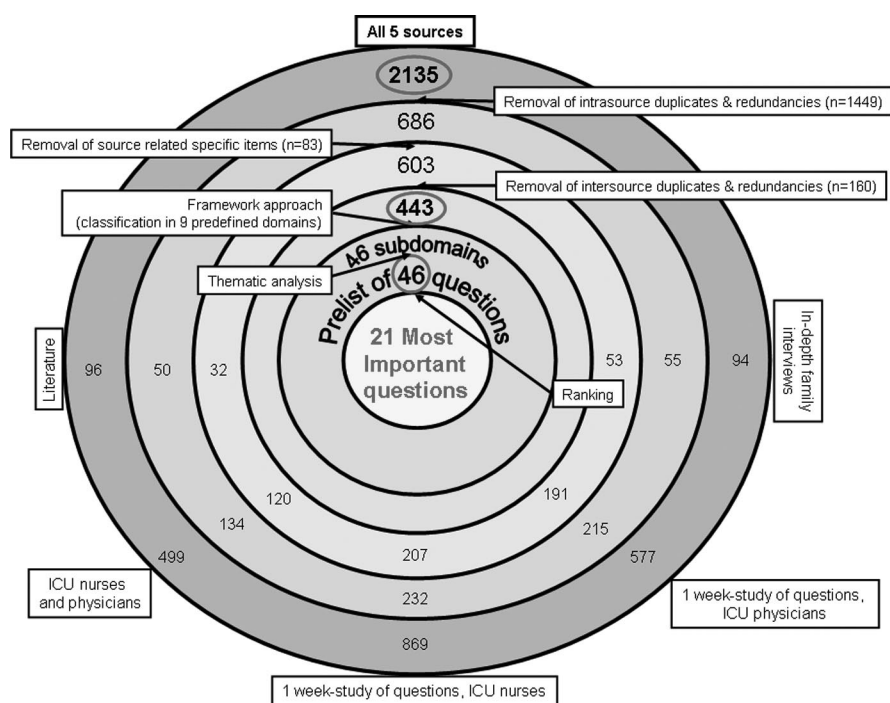 All 5 sources
2135
Removal of intrasource duplicates & redundancies (n=1449)
686
Removal of source related specific items (n=83)
603
Removal of intersource duplicates & redundancies (n=160)
Framework approach
(classification in 9 predefined domains)
443
46 subdomains
Thematic analysis
Prelist of 46 questions
21 Most
Important
questions
Ranking
Literature
96
50
32
53
55
94
In-depth family
interviews
120
191
134
215
499
207
577
ICU nurses
and physicians
232
1 week-study of questions,
ICU physicians
869
1 week-study of questions, ICU nurses